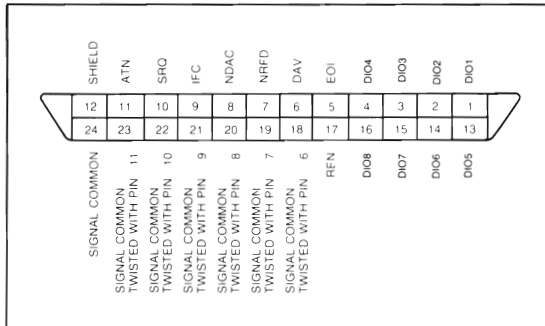 SHIELD ATN SRQ IFC NDAC NRFD DAV EOI DIO4 DIO3 DIO2 DIO1
12 11 10 9 8 7 6 5 4 3 2 1
24 23 22 21 20 19 18 17 16 15 14 13
SIGNAL COMMON
SIGNAL COMMON
TWISTED WITH PIN 11
SIGNAL COMMON
TWISTED WITH PIN 10
SIGNAL COMMON
TWISTED WITH PIN 9
SIGNAL COMMON
TWISTED WITH PIN 8
SIGNAL COMMON
TWISTED WITH PIN 7
SIGNAL COMMON
TWISTED WITH PIN 6
RFN
DIO8
DIO7
DIO6
DIO5